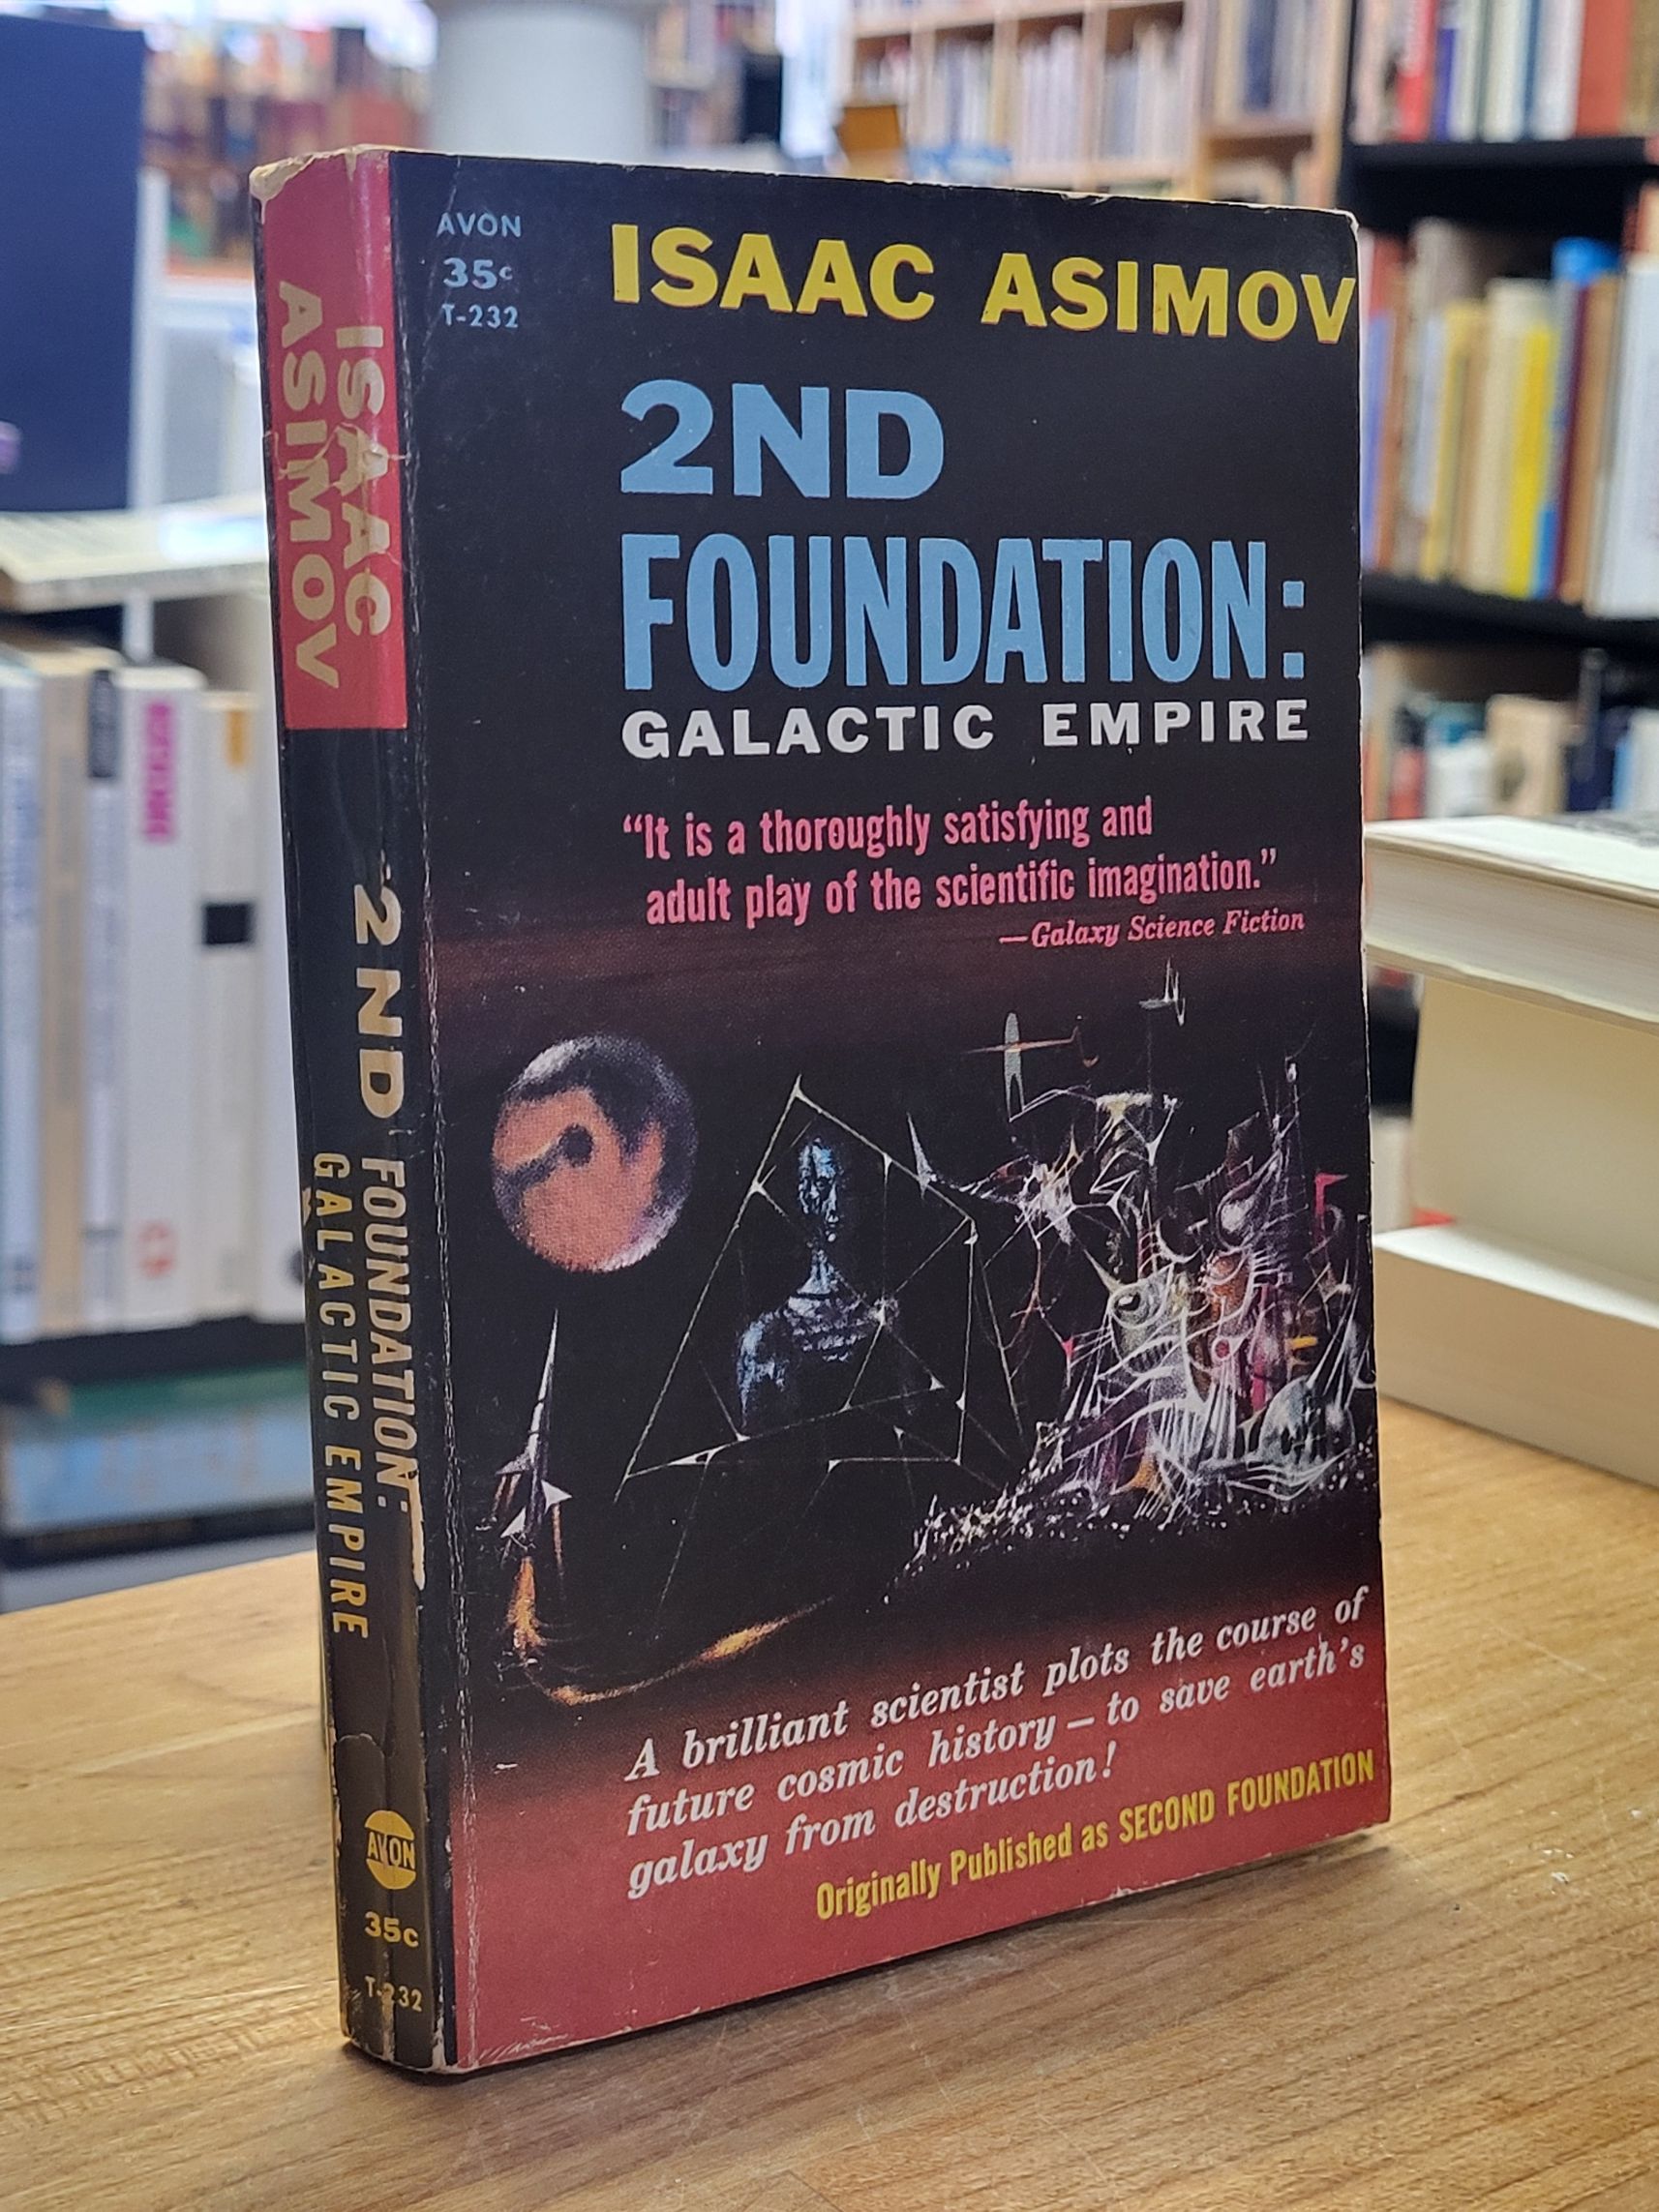 ISAAC
ASIMOV
2ND FOUNDATION:
GALACTIC EMPIRE
AVON
35c
T-232
AVON
35c
T-232
ISAAC ASIMOV
2ND
FOUNDATION:
GALACTIC EMPIRE
“It is a thoroughly satisfying and
adult play of the scientific imagination.”
—Galaxy Science Fiction
A brilliant scientist plots the course of
future cosmic history – to save earth's
galaxy from destruction!
Originally Published as SECOND FOUNDATION